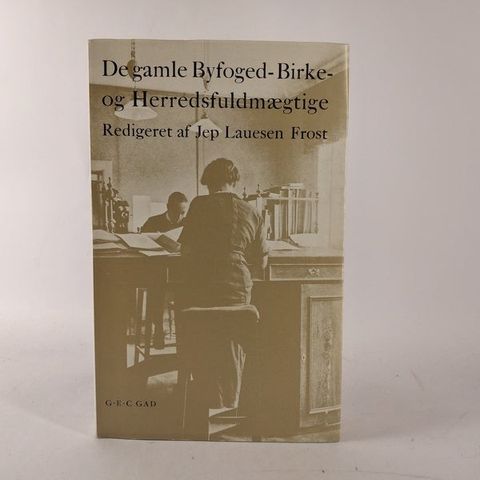 De gamle Byfoged- Birke-
og Herredsfuldmægtige
Redigeret af Jep Lauesen Frost
G·E·C GAD